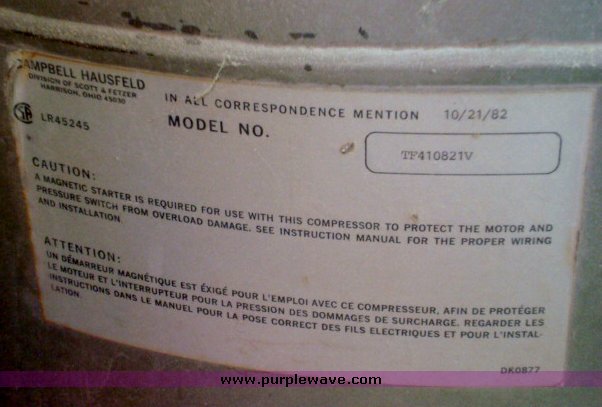 CAMPBELL HAUSFELD
DIVISION OF SCOTT & FETZER
HARRISON, OHIO 45030
IN ALL CORRESPONDENCE MENTION 10/21/82
LR45245
MODEL NO.
TF410821V
CAUTION:
A MAGNETIC STARTER IS REQUIRED FOR USE WITH THIS COMPRESSOR TO PROTECT THE MOTOR AND
PRESSURE SWITCH FROM OVERLOAD DAMAGE. SEE INSTRUCTION MANUAL FOR THE PROPER WIRING
AND INSTALLATION.
ATTENTION:
UN DÉMARREUR MAGNÉTIQUE EST ÉXIGÉ POUR L'EMPLOI AVEC CE COMPRESSEUR, AFIN DE PROTÉGER
LE MOTEUR ET L'INTERRUPTEUR POUR LA PRESSION DES DOMMAGES DE SURCHARGE. REGARDER LES
INSTRUCTIONS DANS LE MANUEL POUR LA POSE CORRECT DES FILS ELECTRIQUES ET POUR L'INSTAL-
LATION.
DK0877
www.purplewave.com